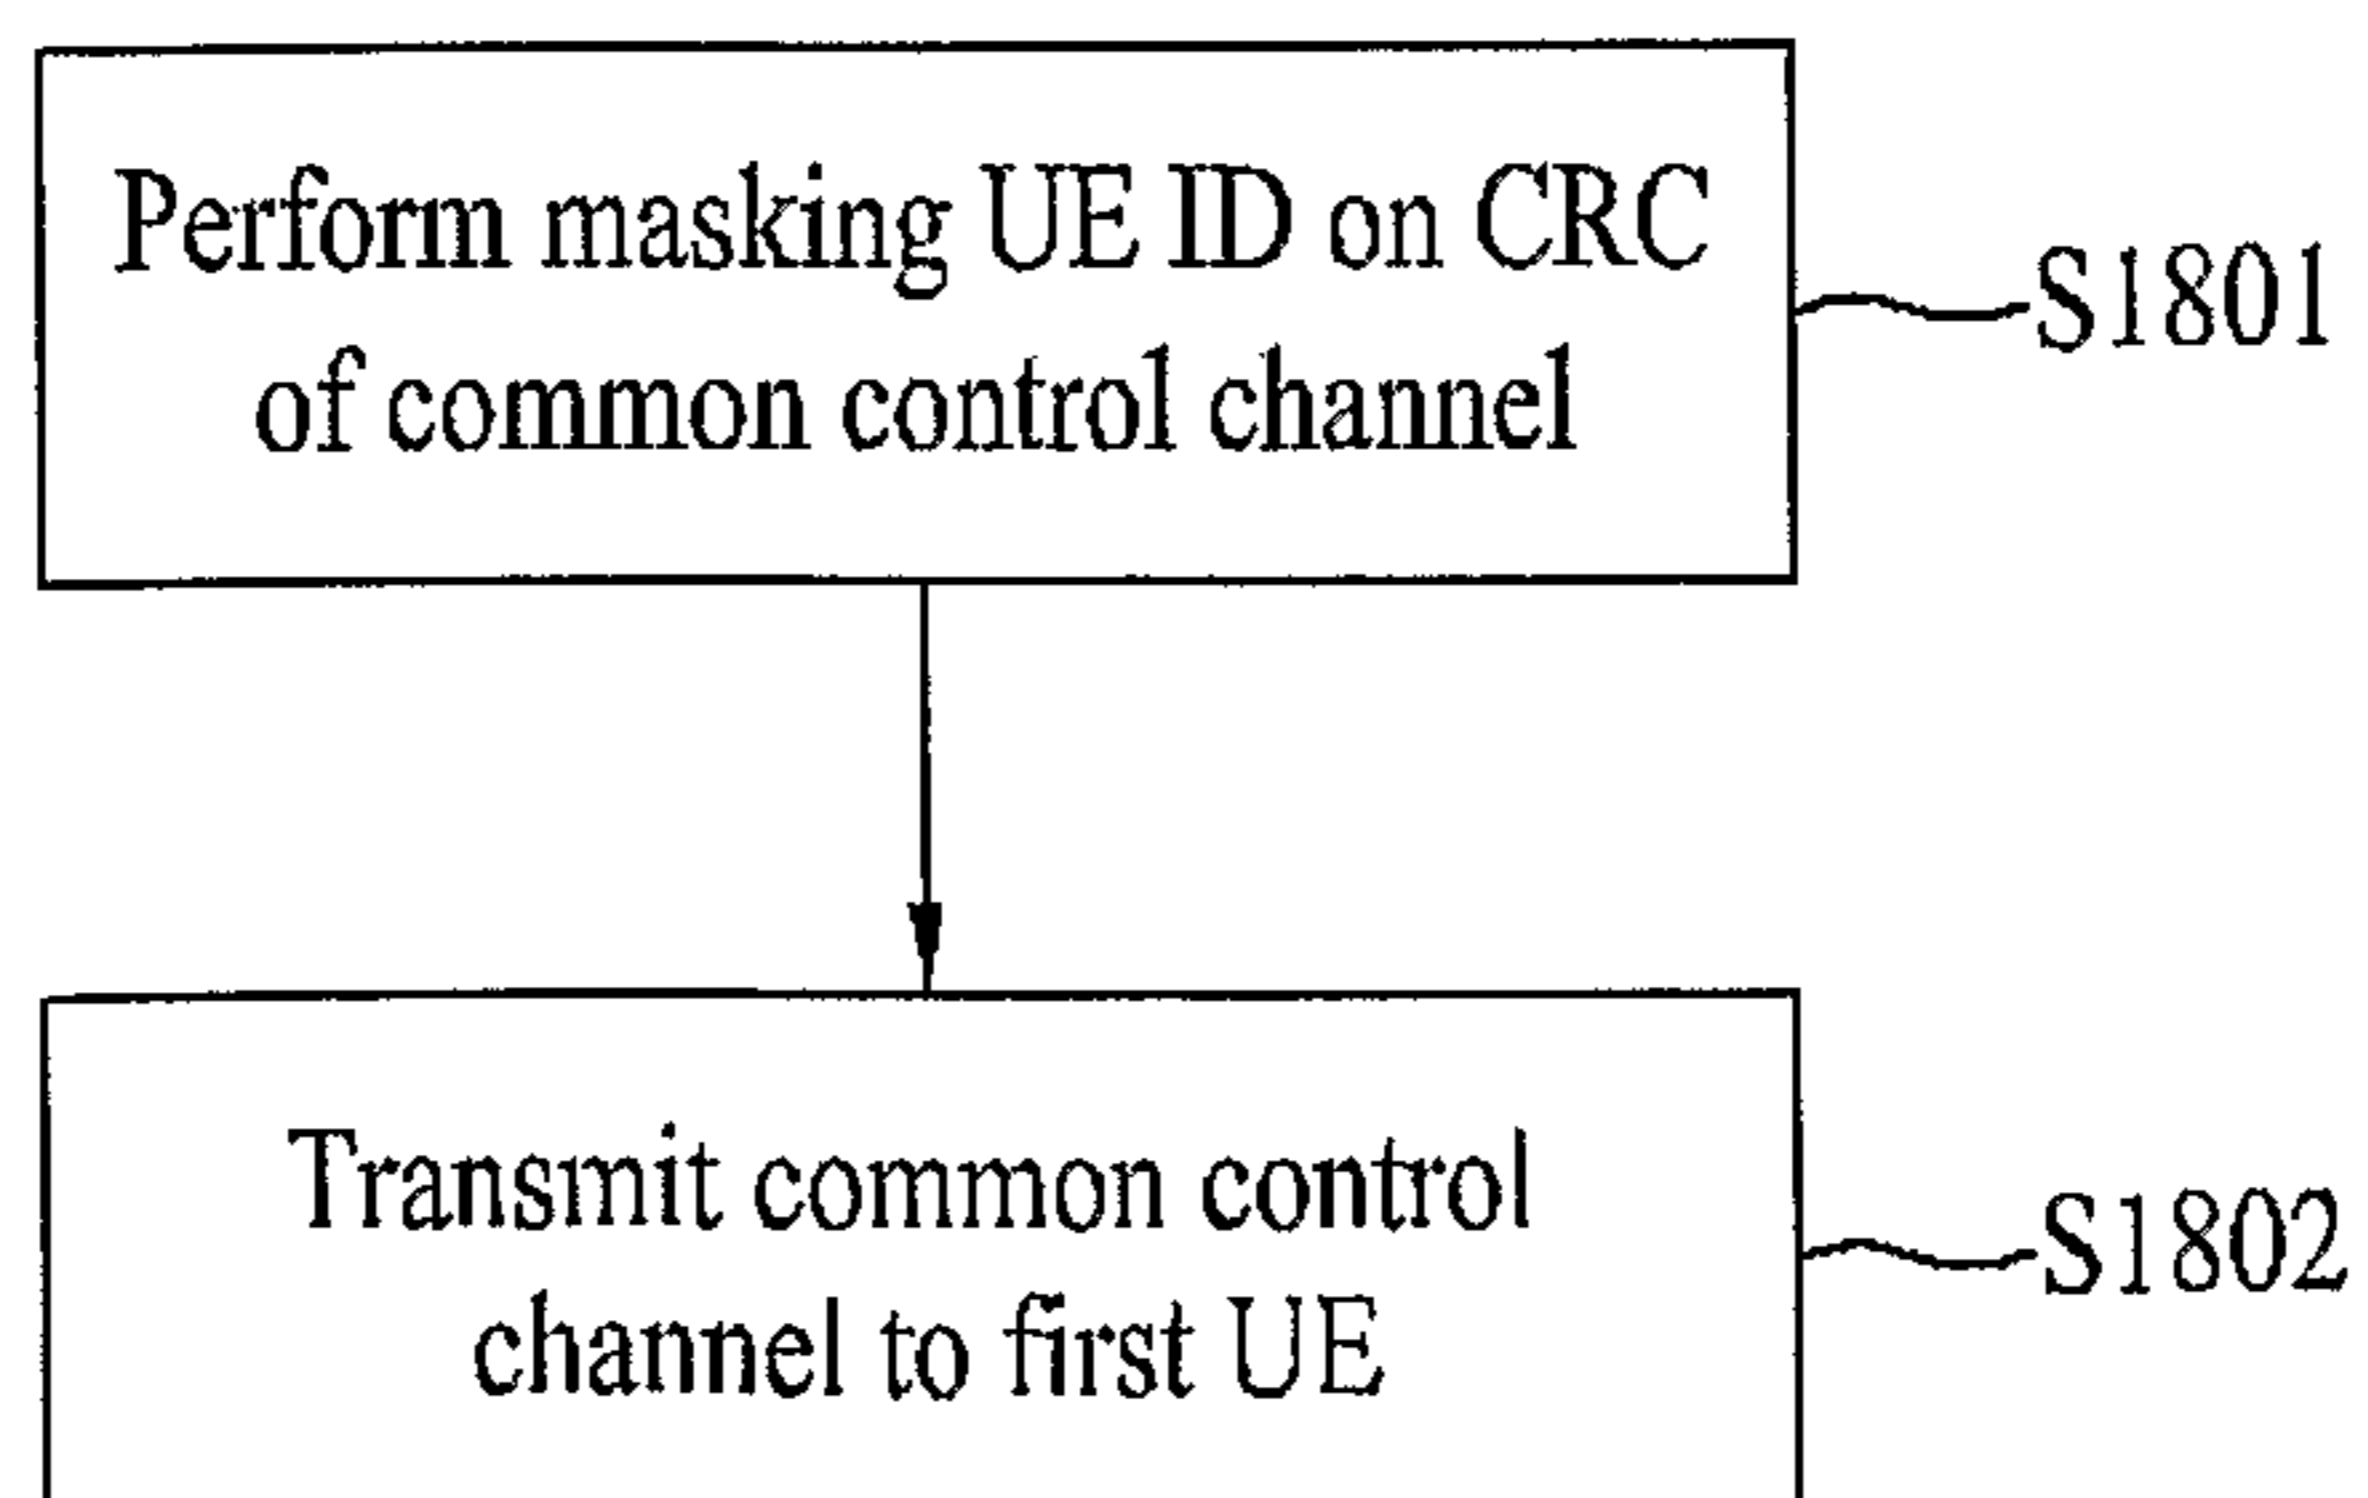 Perform masking UE ID on CRC
of common control channel
S1801
Transmit common control
channel to first UE
S1802